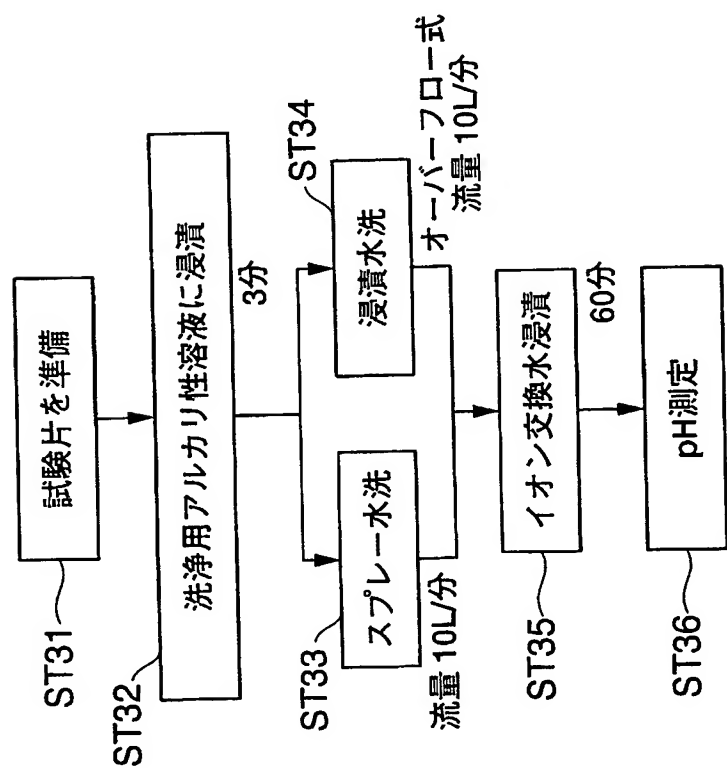 ST31
試験片を準備
ST32
洗浄用アルカリ性溶液に浸漬
3分
ST33
スプレー水洗
流量 10L/分
ST34
浸漬水洗
オーバーフロー式
流量 10L/分
ST35
イオン交換水浸漬
60分
ST36
pH測定